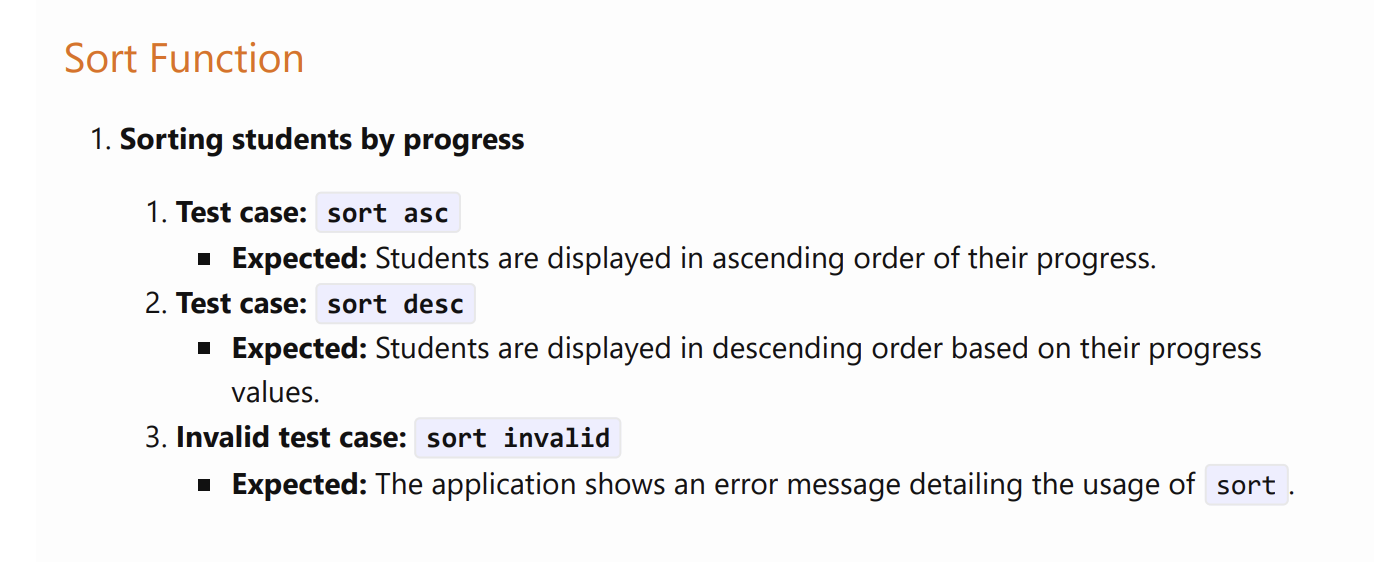 Sort Function
1. Sorting students by progress
1. Test case: sort asc
▪ Expected: Students are displayed in ascending order of their progress.
2. Test case: sort desc
▪ Expected: Students are displayed in descending order based on their progress
values.
3. Invalid test case: sort invalid
▪ Expected: The application shows an error message detailing the usage of sort.